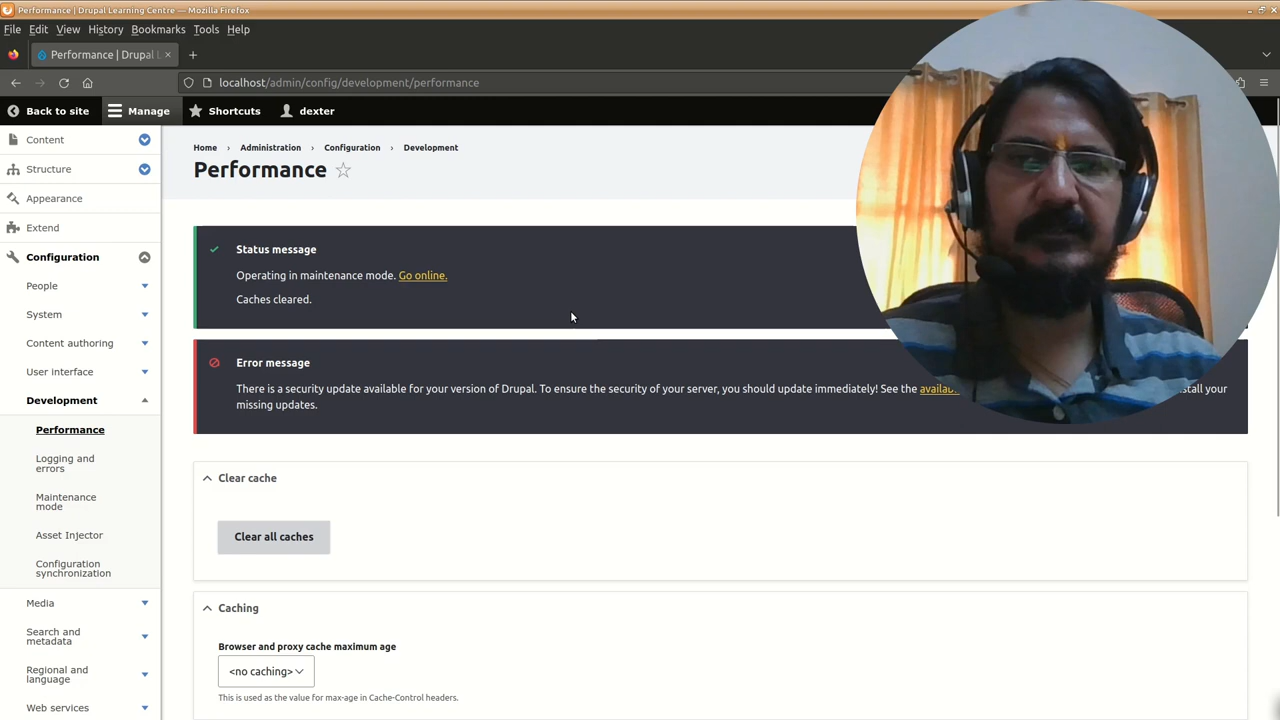 Performance | Drupal Learning Centre — Mozilla Firefox
File Edit View History Bookmarks Tools Help
Performance | Drupal L
localhost/admin/config/development/performance
Back to site Manage Shortcuts dexter
Content
Structure
Appearance
Extend
Configuration
People
System
Content authoring
User interface
Development
Performance
Logging and
errors
Maintenance
mode
Asset Injector
Configuration
synchronization
Media
Search and
metadata
Regional and
language
Web services
Home › Administration › Configuration › Development
Performance
Status message
Operating in maintenance mode. Go online.
Caches cleared.
Error message
There is a security update available for your version of Drupal. To ensure the security of your server, you should update immediately! See the your
missing updates.
Clear cache
Clear all caches
Caching
Browser and proxy cache maximum age
<no caching>
This is used as the value for max-age in Cache-Control headers.